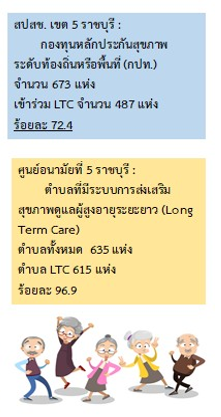 สปสช. เขต 5 ราชบุรี :
กองทุนหลักประกันสุขภาพ
ระดับท้องถิ่นหรือพื้นที่ (กปท.)
จำนวน 673 แห่ง
เข้าร่วม LTC จำนวน 487 แห่ง
ร้อยละ 72.4
ศูนย์อนามัยที่ 5 ราชบุรี :
ตำบลที่มีระบบการส่งเสริม
สุขภาพดูแลผู้สูงอายุระยะยาว (Long
Term Care)
ตำบลทั้งหมด 635 แห่ง
ตำบล LTC 615 แห่ง
ร้อยละ 96.9